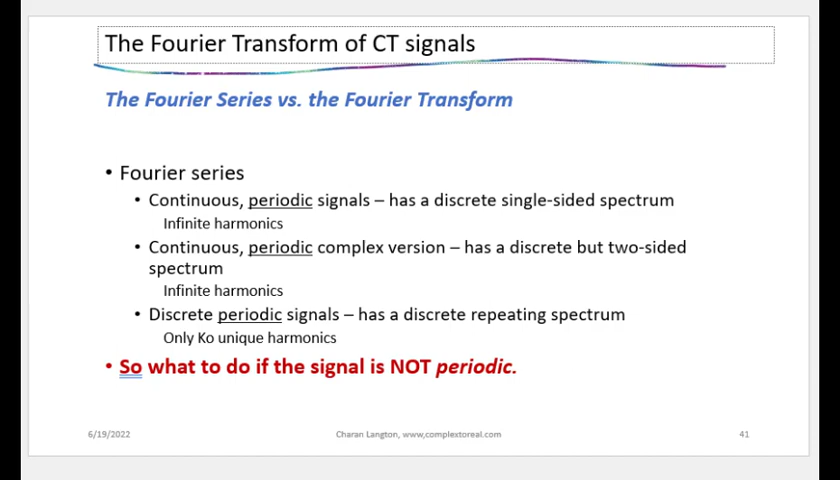 The Fourier Transform of CT signals
The Fourier Series vs. the Fourier Transform
• Fourier series
• Continuous, periodic signals – has a discrete single-sided spectrum
Infinite harmonics
• Continuous, periodic complex version – has a discrete but two-sided
spectrum
Infinite harmonics
• Discrete periodic signals – has a discrete repeating spectrum
Only Ko unique harmonics
• So what to do if the signal is NOT periodic.
6/19/2022
Charan Langton, www.complextoreal.com
41